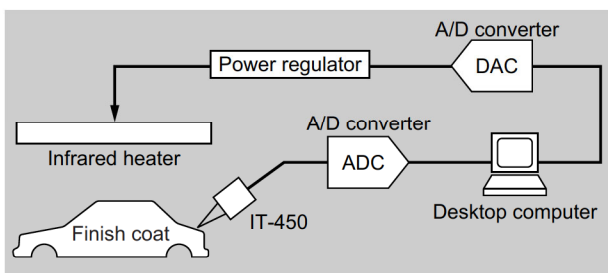 A/D converter
Power regulator
DAC
A/D converter
Infrared heater
ADC
IT-450
Desktop computer
Finish coat